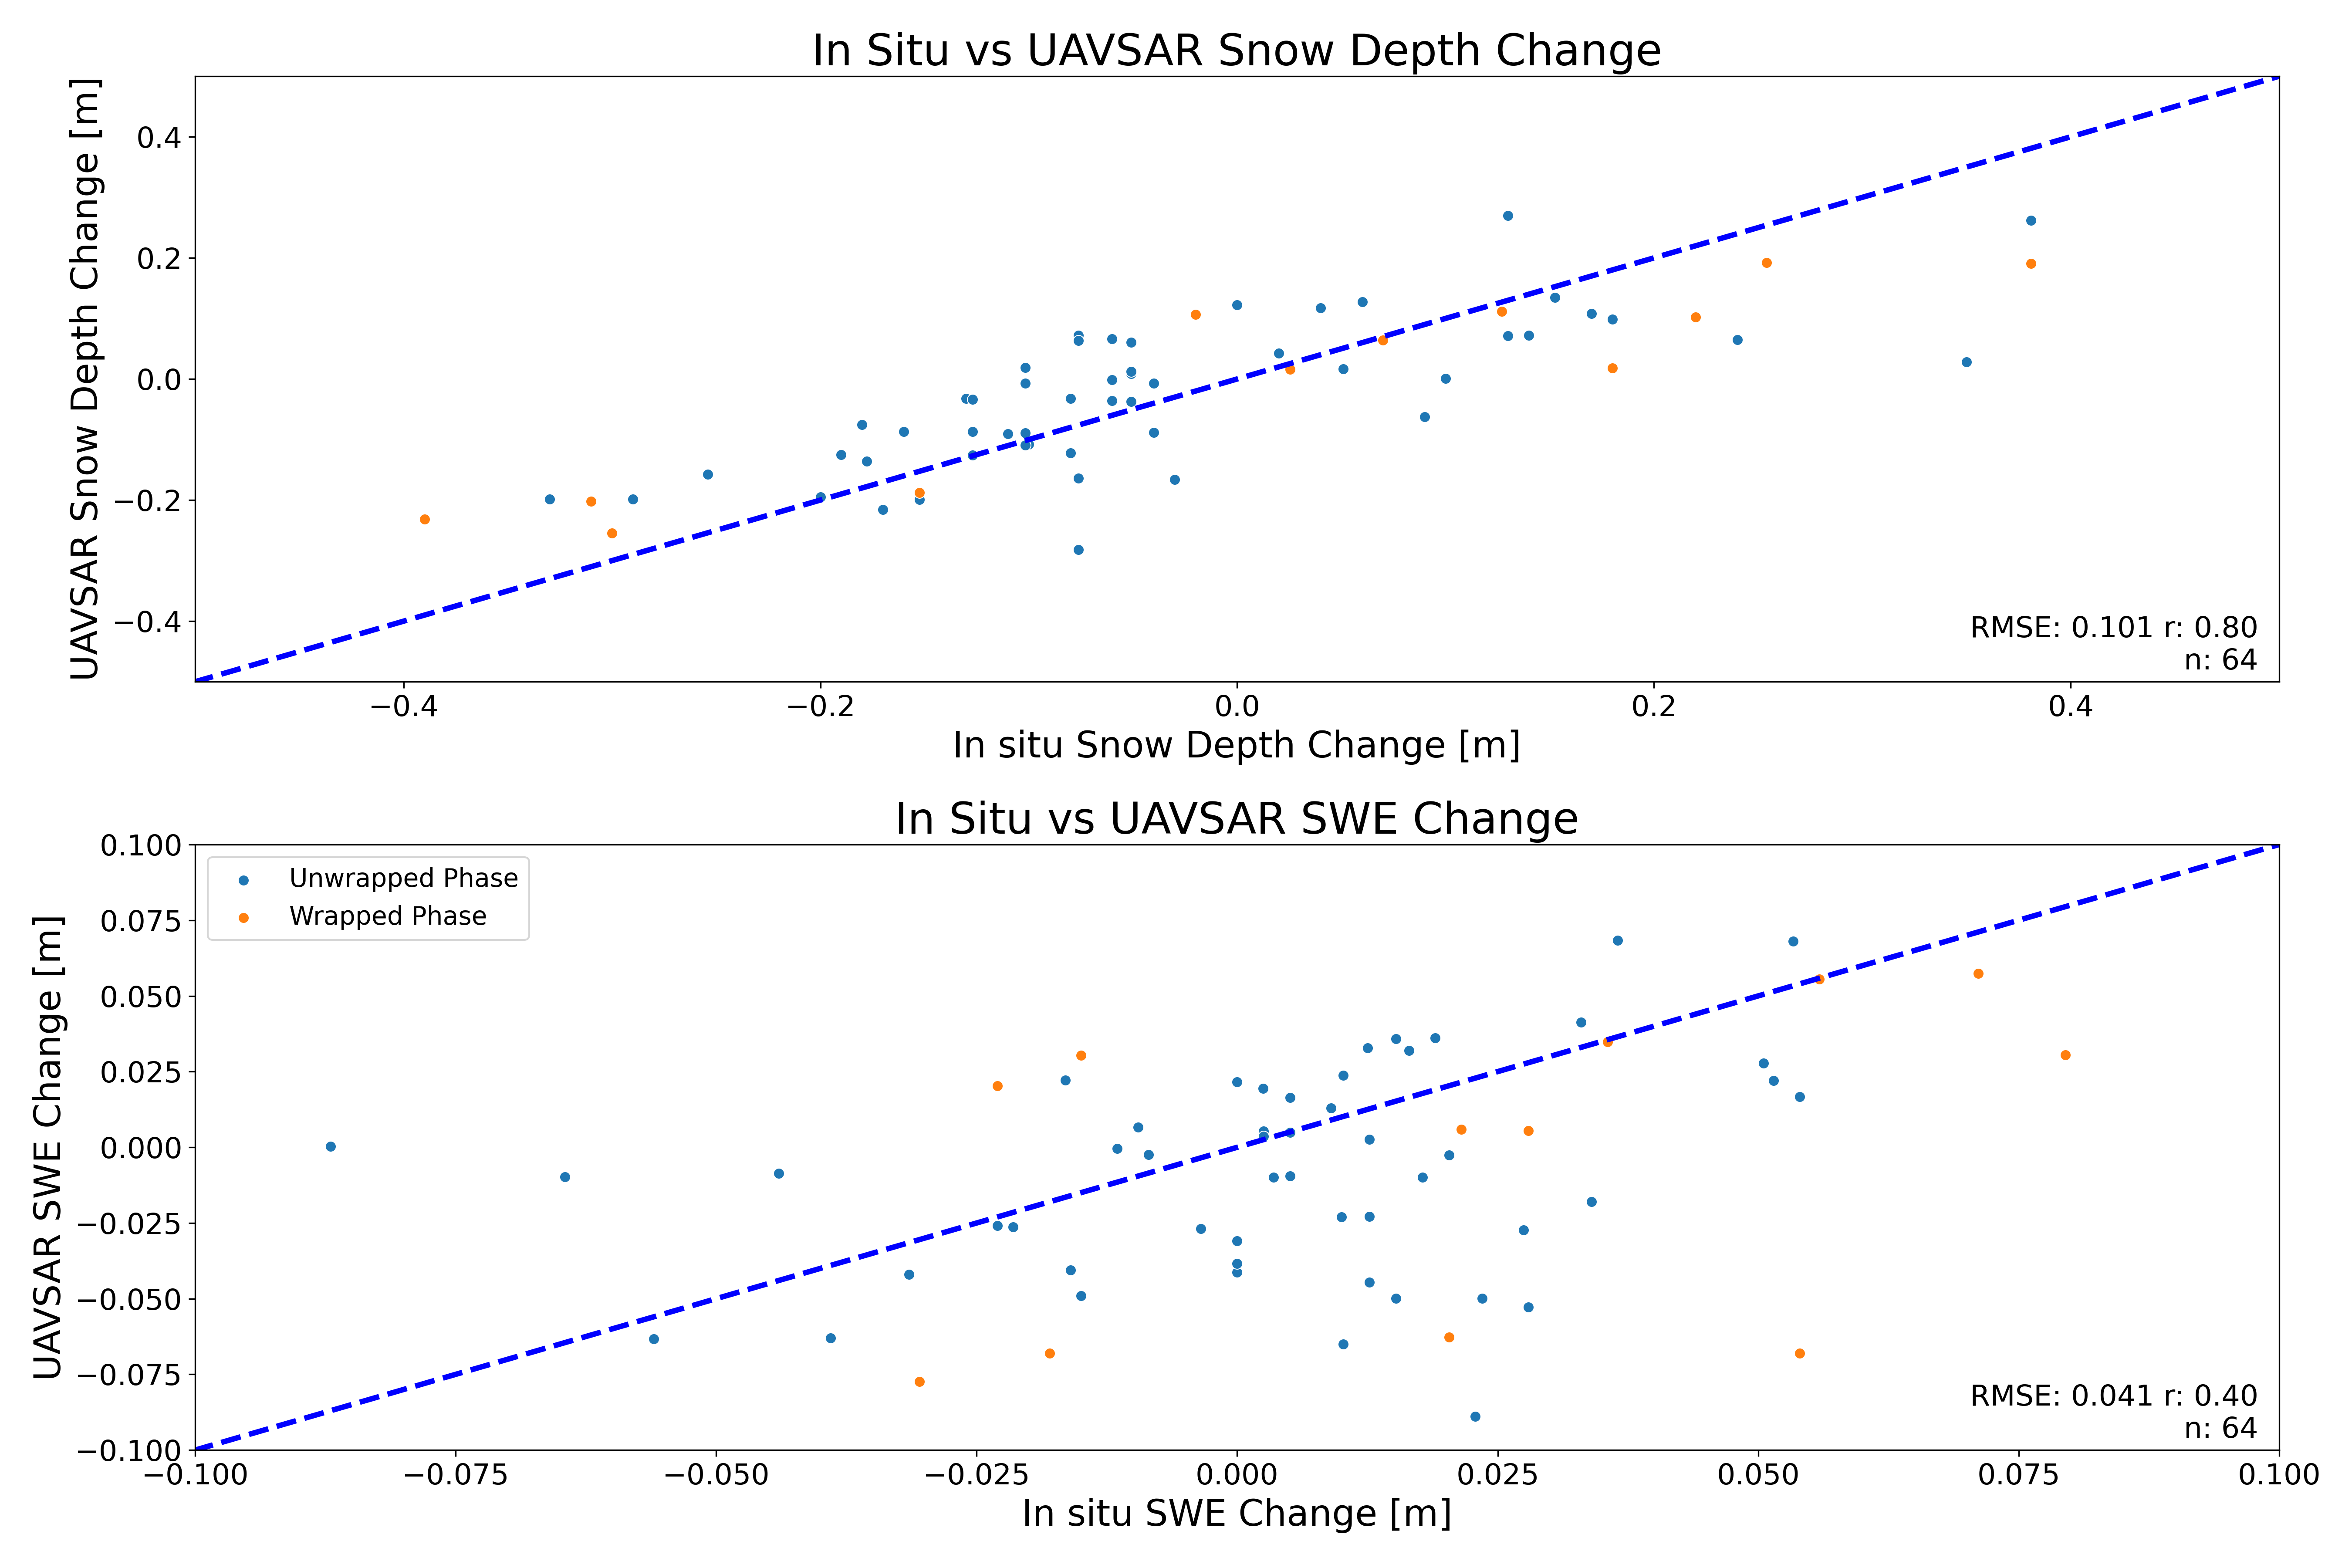 In Situ vs UAVSAR Snow Depth Change
UAVSAR Snow Depth Change [m]
0.4
0.2
0.0
−0.2
−0.4
RMSE: 0.101 r: 0.80
n: 64
−0.4 −0.2 0.0 0.2 0.4
In situ Snow Depth Change [m]
In Situ vs UAVSAR SWE Change
UAVSAR SWE Change [m]
0.100
0.075
0.050
0.025
0.000
−0.025
−0.050
−0.075
−0.100
Unwrapped Phase
Wrapped Phase
RMSE: 0.041 r: 0.40
n: 64
−0.100 −0.075 −0.050 −0.025 0.000 0.025 0.050 0.075 0.100
In situ SWE Change [m]